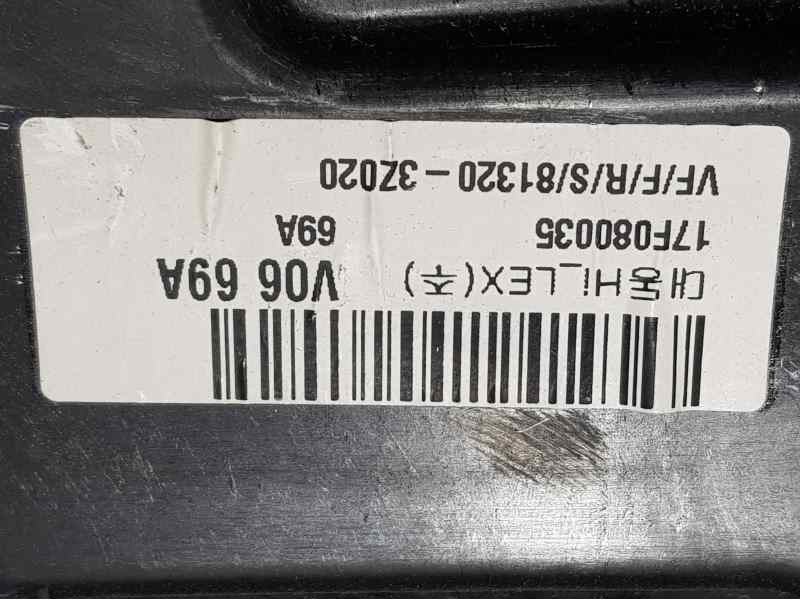 대동Hi_LEX(주) V06 69A
17F080035 69A
VF/F/R/S/81320-3Z020